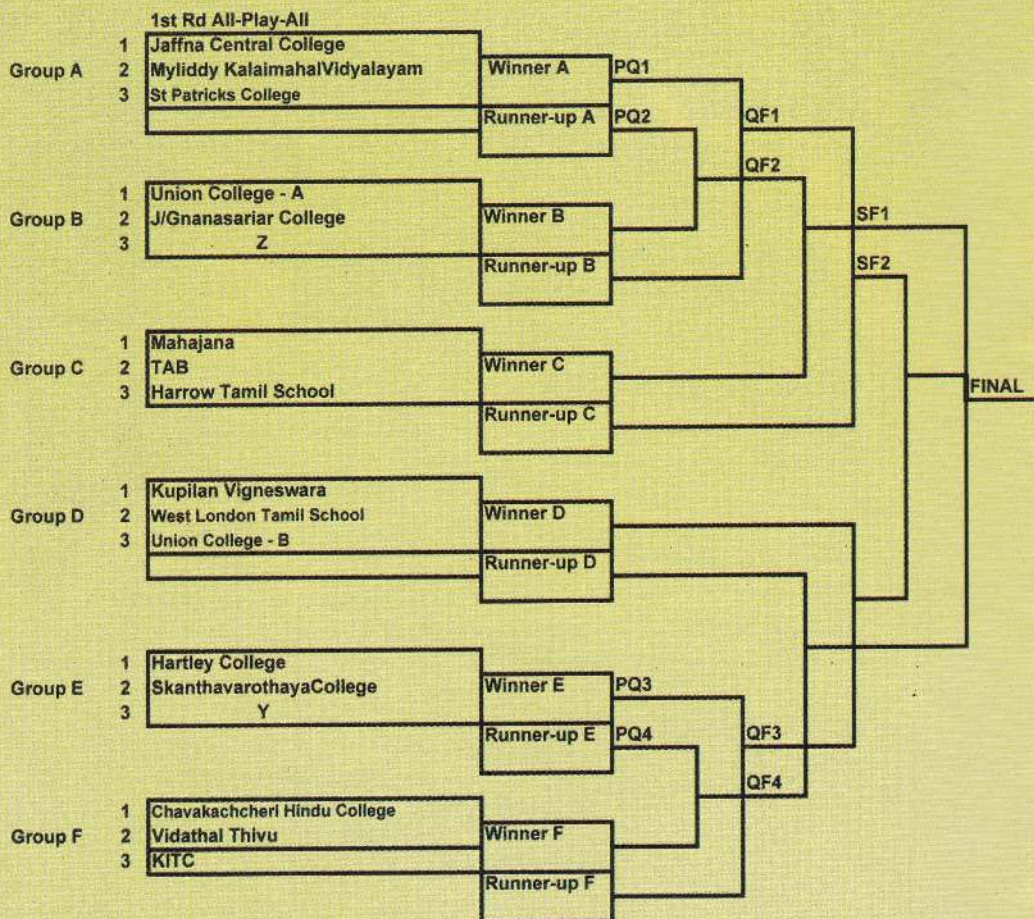 1st Rd All-Play-All
Group A
1 Jaffna Central College
2 Myliddy KalaimahalVidyalayam
3 St Patricks College
Winner A
Runner-up A
PQ1
PQ2
QF1
QF2
Group B
1 Union College - A
2 J/Gnanasariar College
3 Z
Winner B
Runner-up B
SF1
SF2
Group C
1 Mahajana
2 TAB
3 Harrow Tamil School
Winner C
Runner-up C
FINAL
Group D
1 Kupilan Vigneswara
2 West London Tamil School
3 Union College - B
Winner D
Runner-up D
Group E
1 Hartley College
2 SkanthavarothayaCollege
3 Y
Winner E
Runner-up E
PQ3
PQ4
QF3
QF4
Group F
1 Chavakachcheri Hindu College
2 Vidathal Thivu
3 KITC
Winner F
Runner-up F